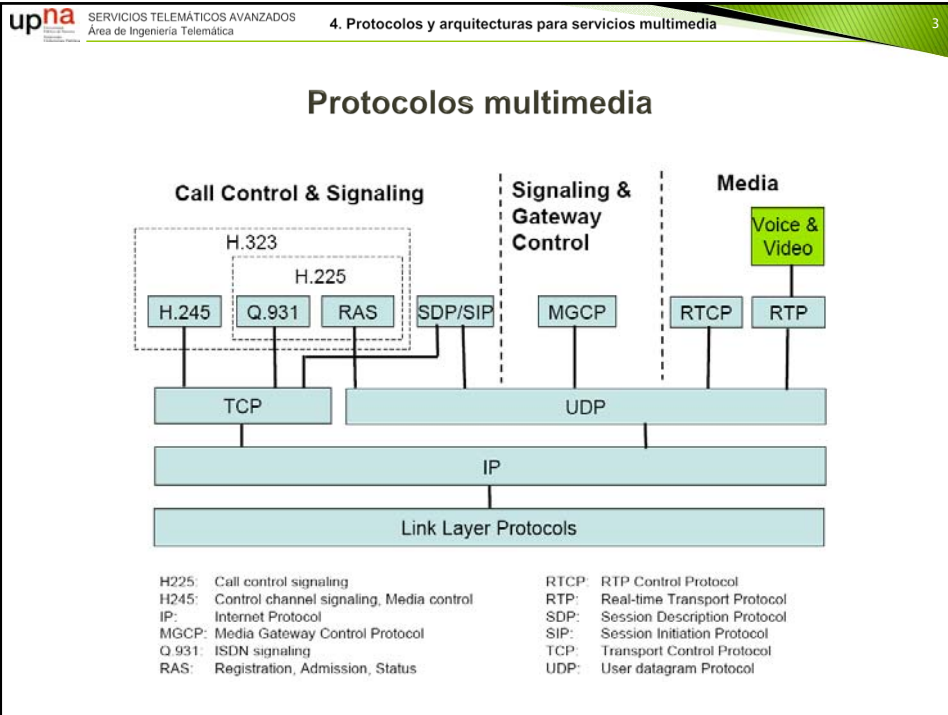 upna
SERVICIOS TELEMÁTICOS AVANZADOS
Área de Ingeniería Telemática
4. Protocolos y arquitecturas para servicios multimedia
3
Protocolos multimedia
Call Control & Signaling
Signaling &
Gateway
Control
Media
Voice &
Video
H.323
H.225
H.245
Q.931
RAS
SDP/SIP
MGCP
RTCP
RTP
TCP
UDP
IP
Link Layer Protocols
H225: Call control signaling
H245: Control channel signaling, Media control
IP: Internet Protocol
MGCP: Media Gateway Control Protocol
Q.931: ISDN signaling
RAS: Registration, Admission, Status
RTCP: RTP Control Protocol
RTP: Real-time Transport Protocol
SDP: Session Description Protocol
SIP: Session Initiation Protocol
TCP: Transport Control Protocol
UDP: User datagram Protocol